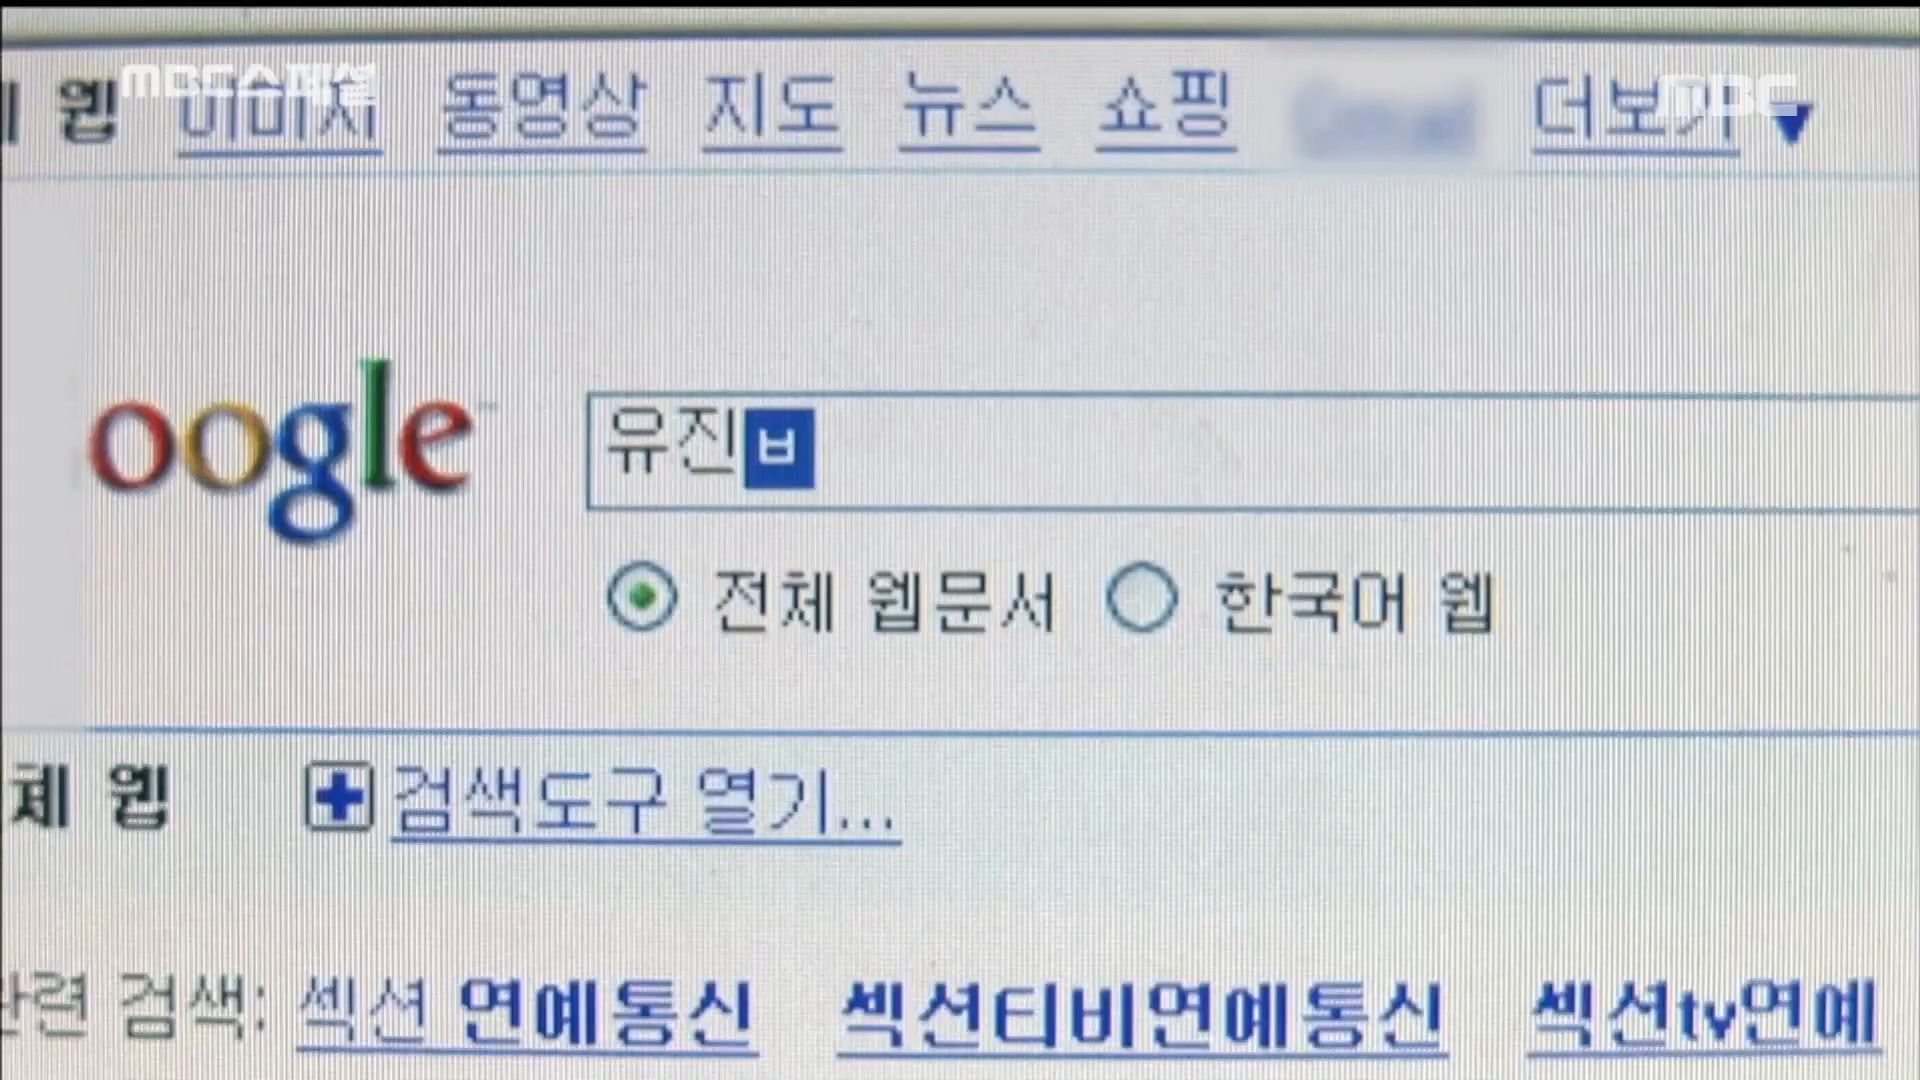 MBC스페셜
MBC
웹 이미지 동영상 지도 뉴스 쇼핑 더보기 ▼
oogle
유진ㅂ
전체 웹문서 한국어 웹
체 웹 검색도구 열기...
관련 검색: 섹션 연예통신 섹션티비연예통신 섹션tv연예